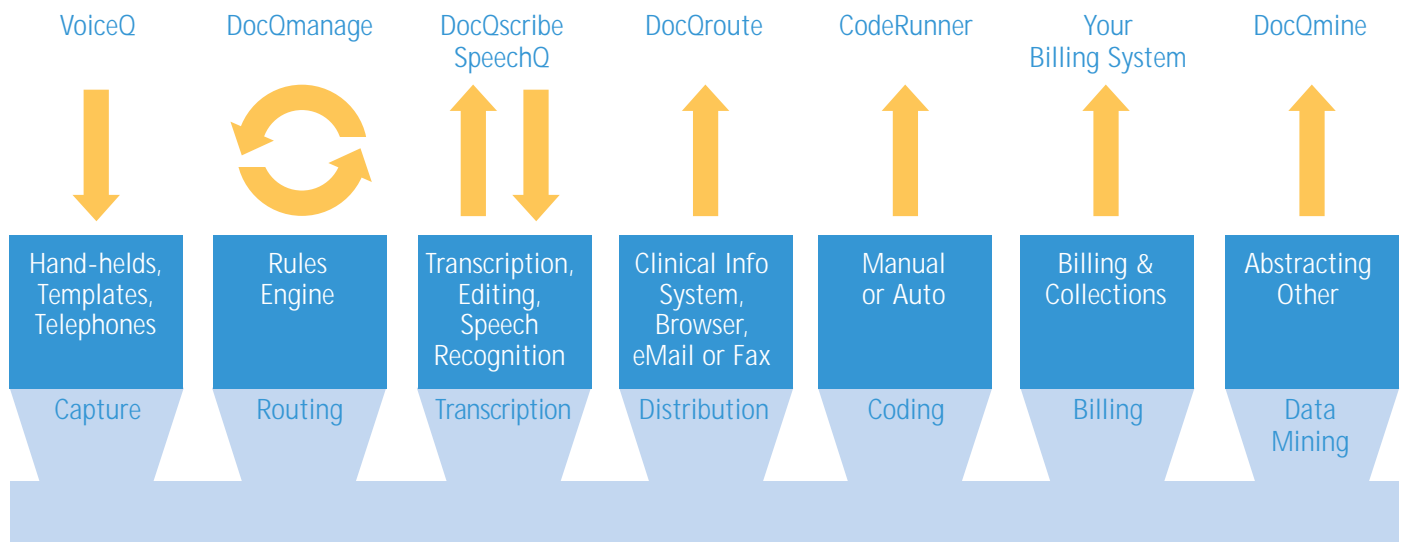 VoiceQ
DocQmanage
DocQscribe
SpeechQ
DocQroute
CodeRunner
Your
Billing System
DocQmine
Hand-helds,
Templates,
Telephones
Rules
Engine
Transcription,
Editing,
Speech
Recognition
Clinical Info
System,
Browser,
eMail or Fax
Manual
or Auto
Billing &
Collections
Abstracting
Other
Capture
Routing
Transcription
Distribution
Coding
Billing
Data
Mining